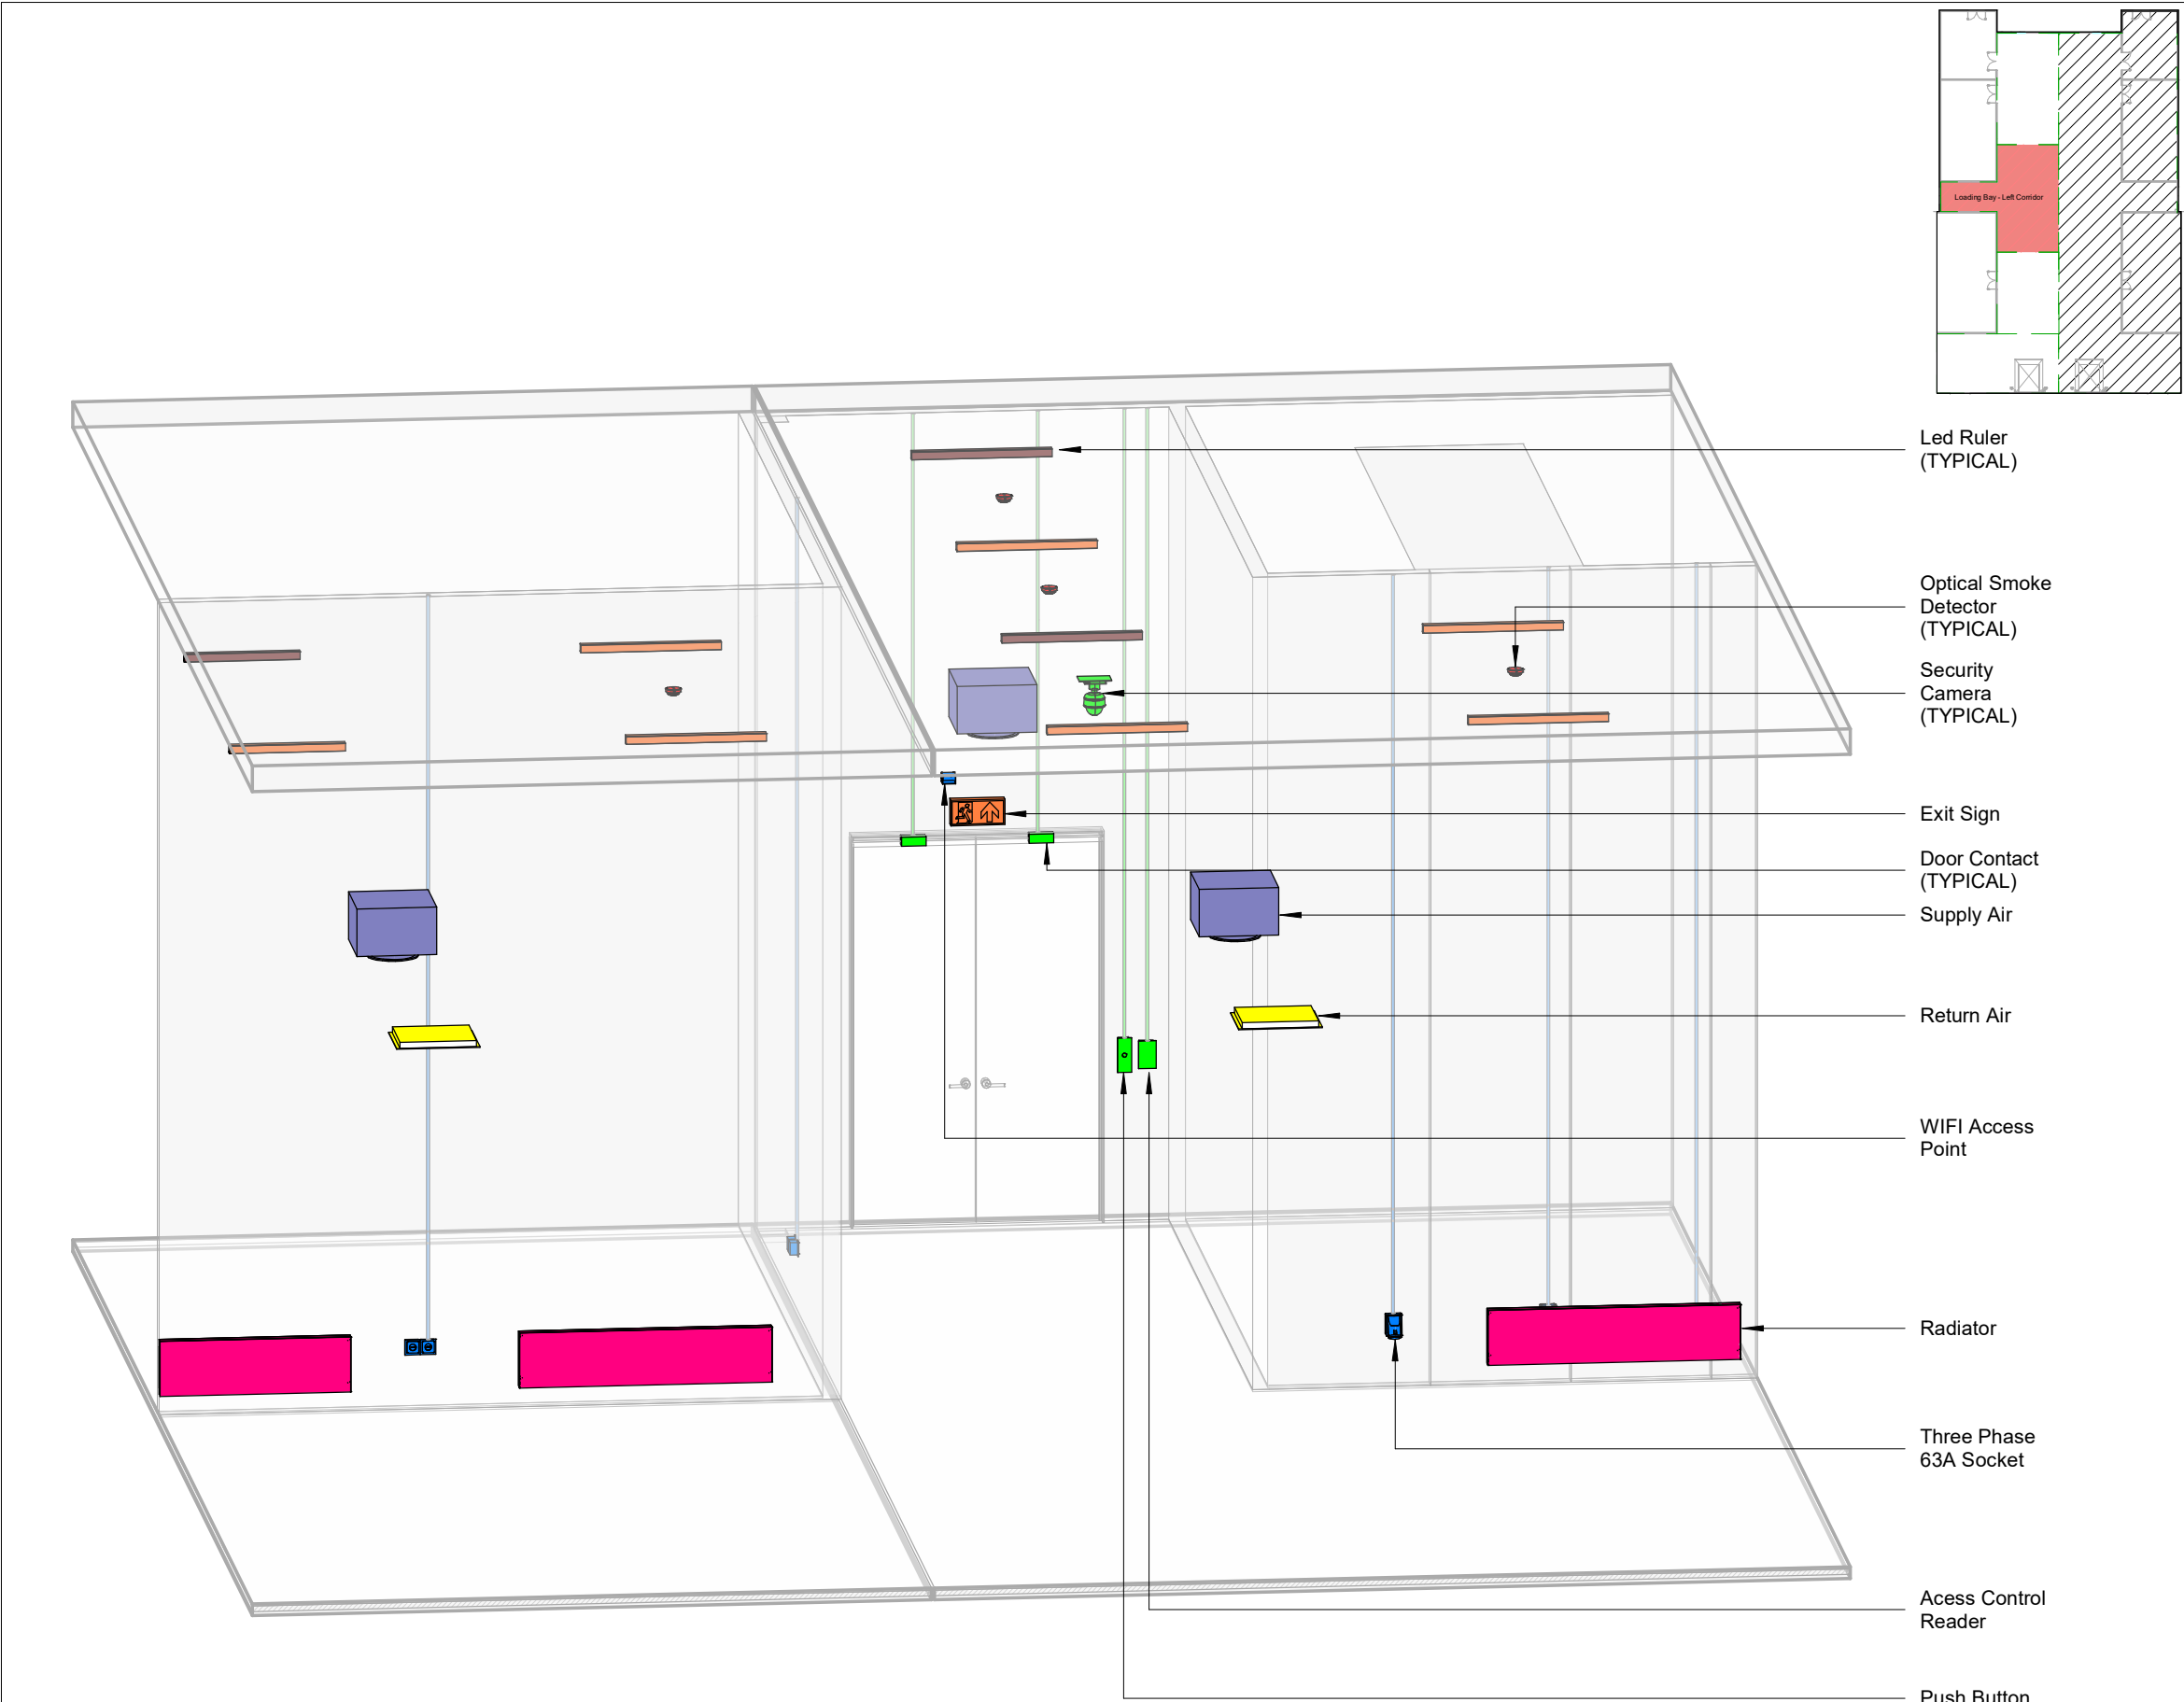 Loading Bay - Left Corridor
Led Ruler
(TYPICAL)
Optical Smoke
Detector
(TYPICAL)
Security
Camera
(TYPICAL)
Exit Sign
Door Contact
(TYPICAL)
Supply Air
Return Air
WIFI Access
Point
Radiator
Three Phase
63A Socket
Acess Control
Reader
Push Button